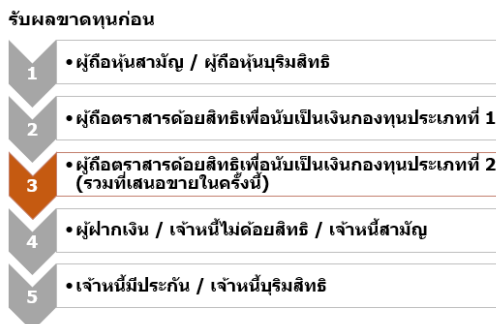 รับผลขาดทุนก่อน
1
• ผู้ถือหุ้นสามัญ / ผู้ถือหุ้นบุริมสิทธิ
2
• ผู้ถือตราสารด้อยสิทธิเพื่อนับเป็นเงินกองทุนประเภทที่ 1
3
• ผู้ถือตราสารด้อยสิทธิเพื่อนับเป็นเงินกองทุนประเภทที่ 2
(รวมที่เสนอขายในครั้งนี้)
4
• ผู้ฝากเงิน / เจ้าหนี้ไม่ด้อยสิทธิ / เจ้าหนี้สามัญ
5
• เจ้าหนี้มีประกัน / เจ้าหนี้บุริมสิทธิ